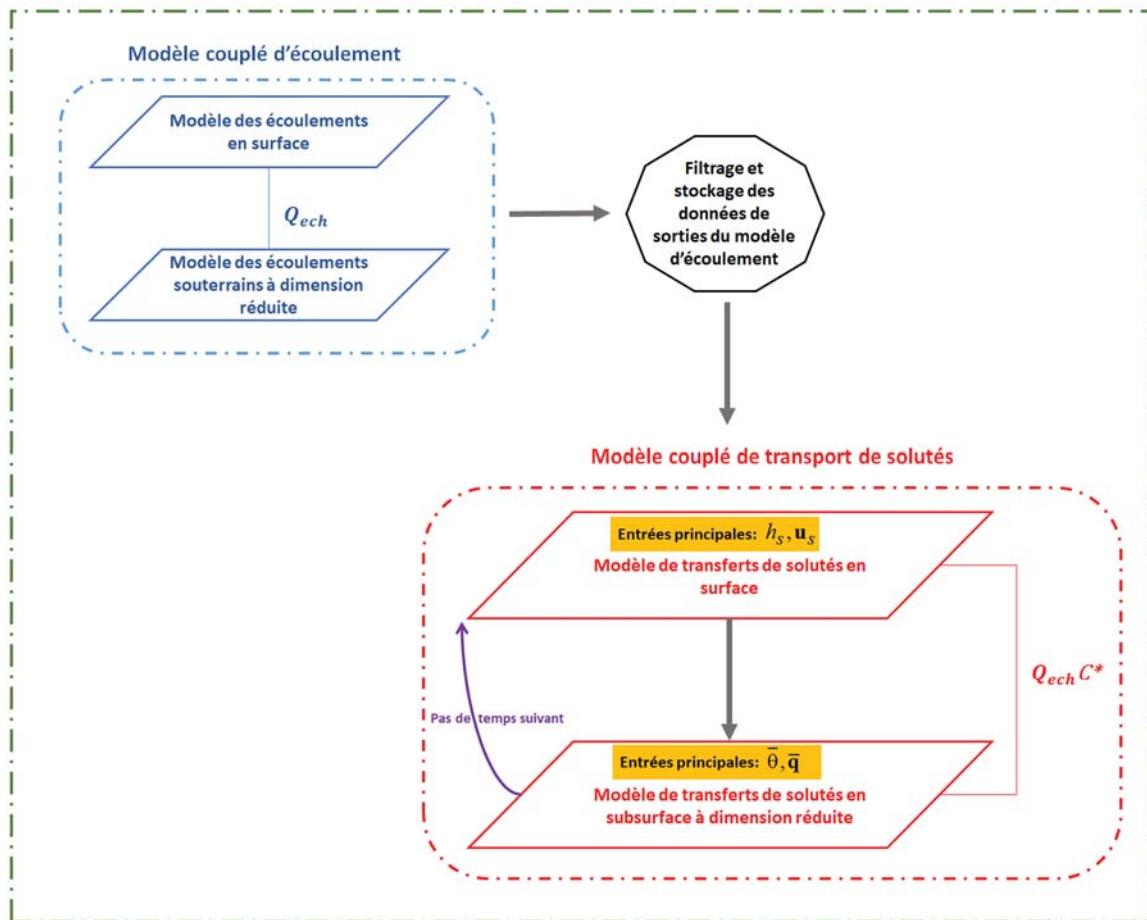 Modèle couplé d'écoulement
Modèle des écoulements
en surface
Q_ech
Modèle des écoulements
souterrains à dimension
réduite
Filtrage et
stockage des
données de
sorties du modèle
d'écoulement
Modèle couplé de transport de solutés
Entrées principales: h_S, u_S
Modèle de transferts de solutés en
surface
Q_ech C*
Pas de temps suivant
Entrées principales: θ̅, q̅
Modèle de transferts de solutés en
subsurface à dimension réduite